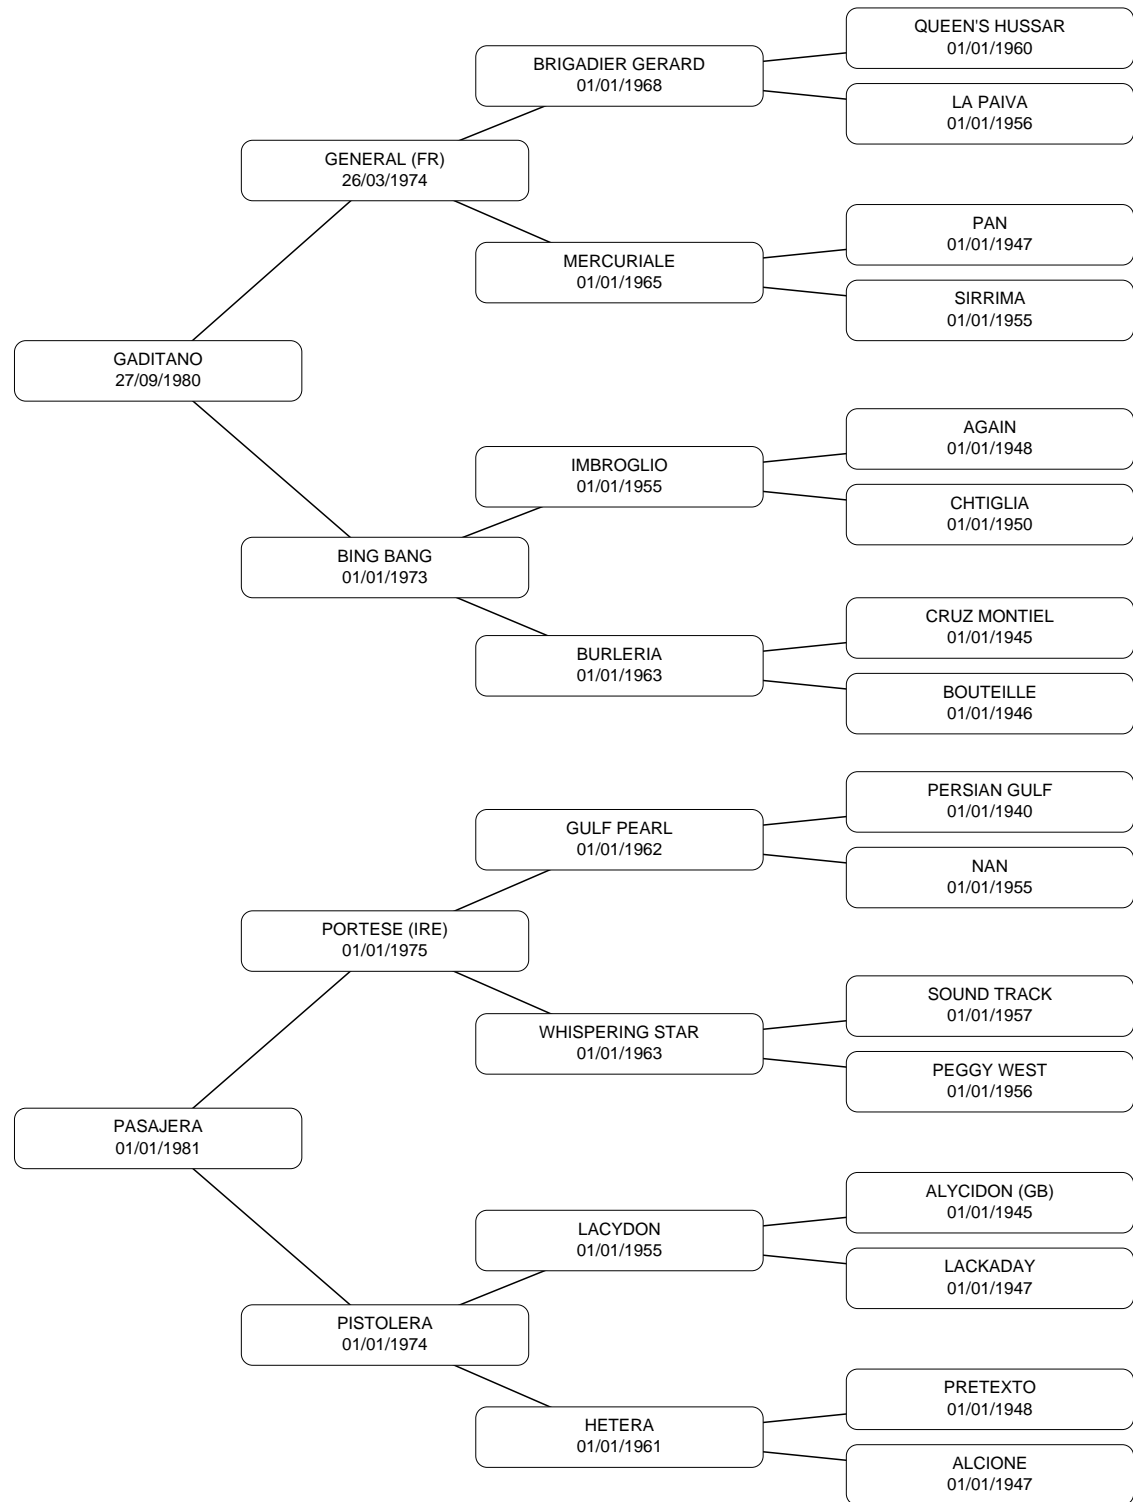 QUEEN'S HUSSAR
01/01/1960
BRIGADIER GERARD
01/01/1968
LA PAIVA
01/01/1956
GENERAL (FR)
26/03/1974
PAN
01/01/1947
MERCURIALE
01/01/1965
SIRRIMA
01/01/1955
GADITANO
27/09/1980
AGAIN
01/01/1948
IMBROGLIO
01/01/1955
CHTIGLIA
01/01/1950
BING BANG
01/01/1973
CRUZ MONTIEL
01/01/1945
BURLERIA
01/01/1963
BOUTEILLE
01/01/1946
PERSIAN GULF
01/01/1940
GULF PEARL
01/01/1962
NAN
01/01/1955
PORTESE (IRE)
01/01/1975
SOUND TRACK
01/01/1957
WHISPERING STAR
01/01/1963
PEGGY WEST
01/01/1956
PASAJERA
01/01/1981
ALYCIDON (GB)
01/01/1945
LACYDON
01/01/1955
LACKADAY
01/01/1947
PISTOLERA
01/01/1974
PRETEXTO
01/01/1948
HETERA
01/01/1961
ALCIONE
01/01/1947